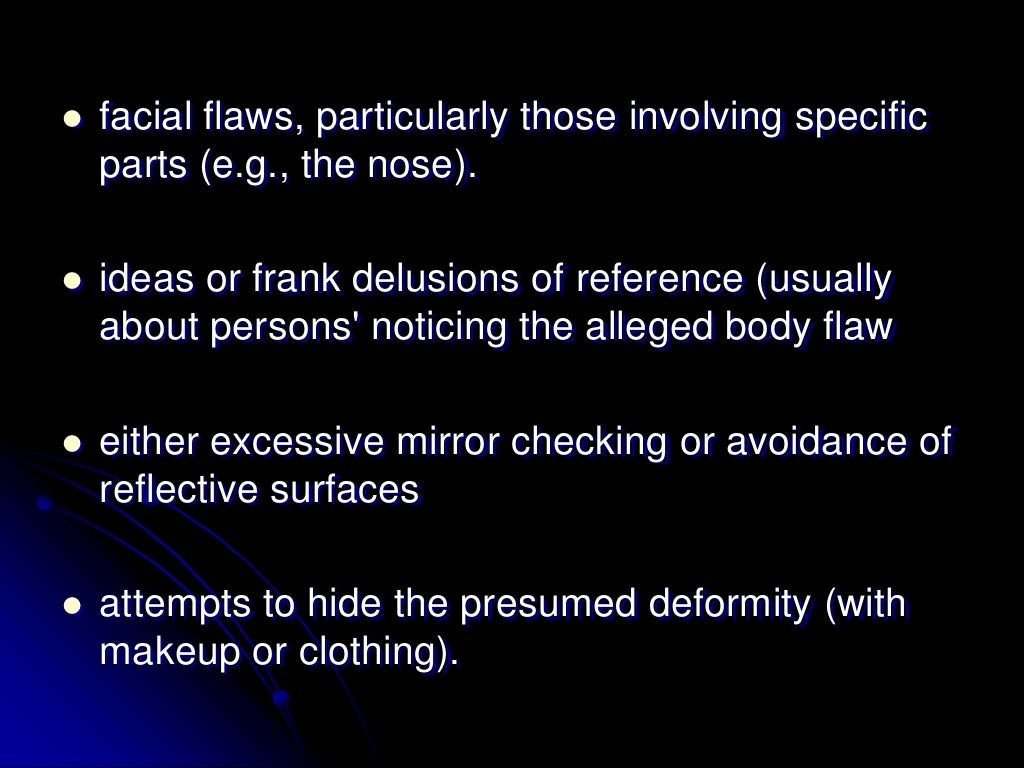 • facial flaws, particularly those involving specific
parts (e.g., the nose).
• ideas or frank delusions of reference (usually
about persons' noticing the alleged body flaw
• either excessive mirror checking or avoidance of
reflective surfaces
• attempts to hide the presumed deformity (with
makeup or clothing).